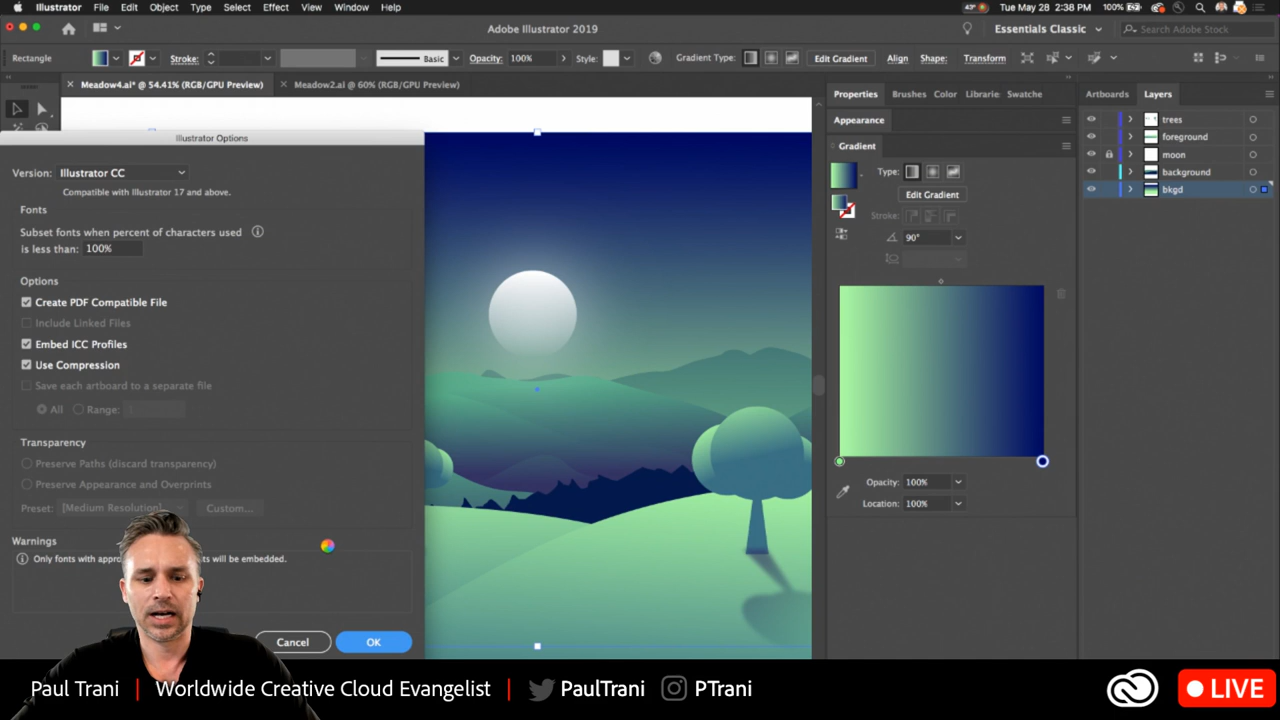 Illustrator File Edit Object Type Select Effect View Window Help
43° Tue May 28 2:38 PM 100%
Adobe Illustrator 2019
Essentials Classic
Search Adobe Stock
Rectangle Stroke: Basic Opacity: 100% Style: Gradient Type: Edit Gradient Align Shape: Transform
Meadow4.ai* @ 54.41% (RGB/GPU Preview) Meadow2.ai @ 60% (RGB/GPU Preview)
Illustrator Options
Version: Illustrator CC
Compatible with Illustrator 17 and above.
Fonts
Subset fonts when percent of characters used
is less than: 100%
Options
Create PDF Compatible File
Include Linked Files
Embed ICC Profiles
Use Compression
Save each artboard to a separate file
All Range:
Transparency
Preserve Paths (discard transparency)
Preserve Appearance and Overprints
Preset: [Medium Resolution] Custom...
Warnings
Only fonts with will be embedded.
Cancel OK
Properties Brushes Color Librarie Swatche
Appearance
Gradient
Type:
Edit Gradient
Stroke:
90°
Opacity: 100%
Location: 100%
Artboards Layers
trees
foreground
moon
background
bkgd
Paul Trani | Worldwide Creative Cloud Evangelist | PaulTrani PTrani
LIVE